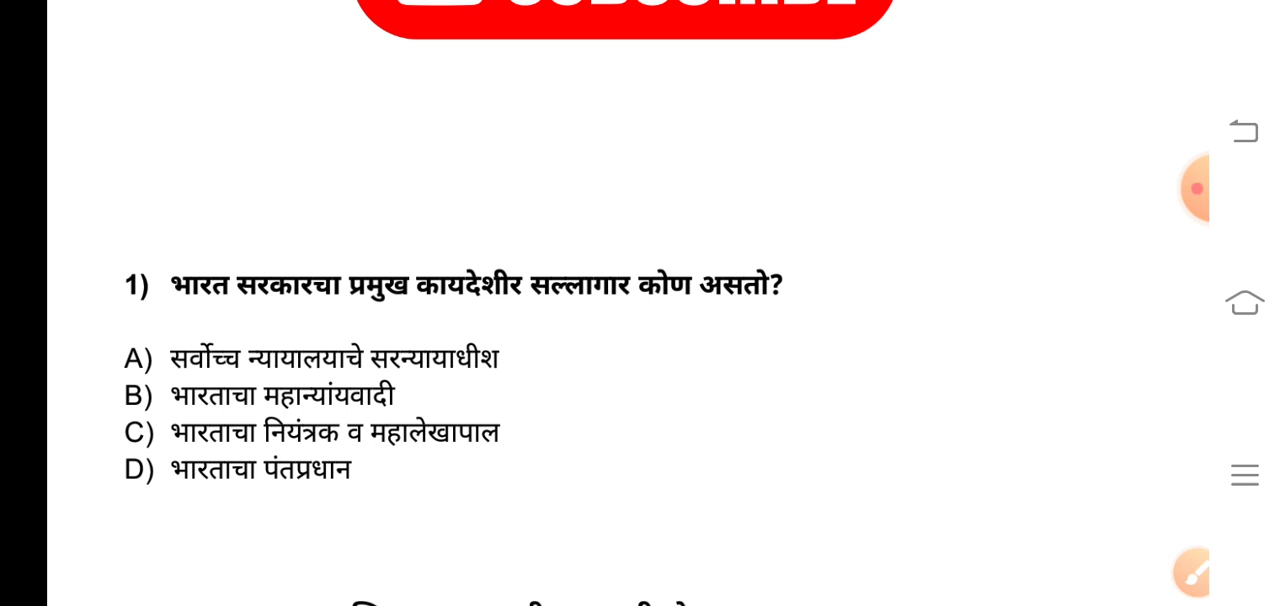 1) भारत सरकारचा प्रमुख कायदेशीर सल्लागार कोण असतो?
A) सर्वोच्च न्यायालयाचे सरन्यायाधीश
B) भारताचा महान्यांयवादी
C) भारताचा नियंत्रक व महालेखापाल
D) भारताचा पंतप्रधान